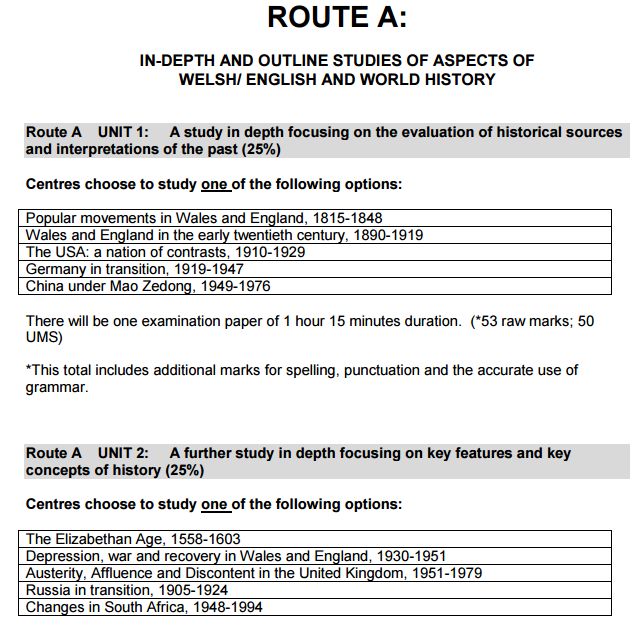 ROUTE A:
IN-DEPTH AND OUTLINE STUDIES OF ASPECTS OF
WELSH/ ENGLISH AND WORLD HISTORY
Route A UNIT 1: A study in depth focusing on the evaluation of historical sources
and interpretations of the past (25%)
Centres choose to study one of the following options:
Popular movements in Wales and England, 1815-1848
Wales and England in the early twentieth century, 1890-1919
The USA: a nation of contrasts, 1910-1929
Germany in transition, 1919-1947
China under Mao Zedong, 1949-1976
There will be one examination paper of 1 hour 15 minutes duration. (*53 raw marks; 50
UMS)
*This total includes additional marks for spelling, punctuation and the accurate use of
grammar.
Route A UNIT 2: A further study in depth focusing on key features and key
concepts of history (25%)
Centres choose to study one of the following options:
The Elizabethan Age, 1558-1603
Depression, war and recovery in Wales and England, 1930-1951
Austerity, Affluence and Discontent in the United Kingdom, 1951-1979
Russia in transition, 1905-1924
Changes in South Africa, 1948-1994